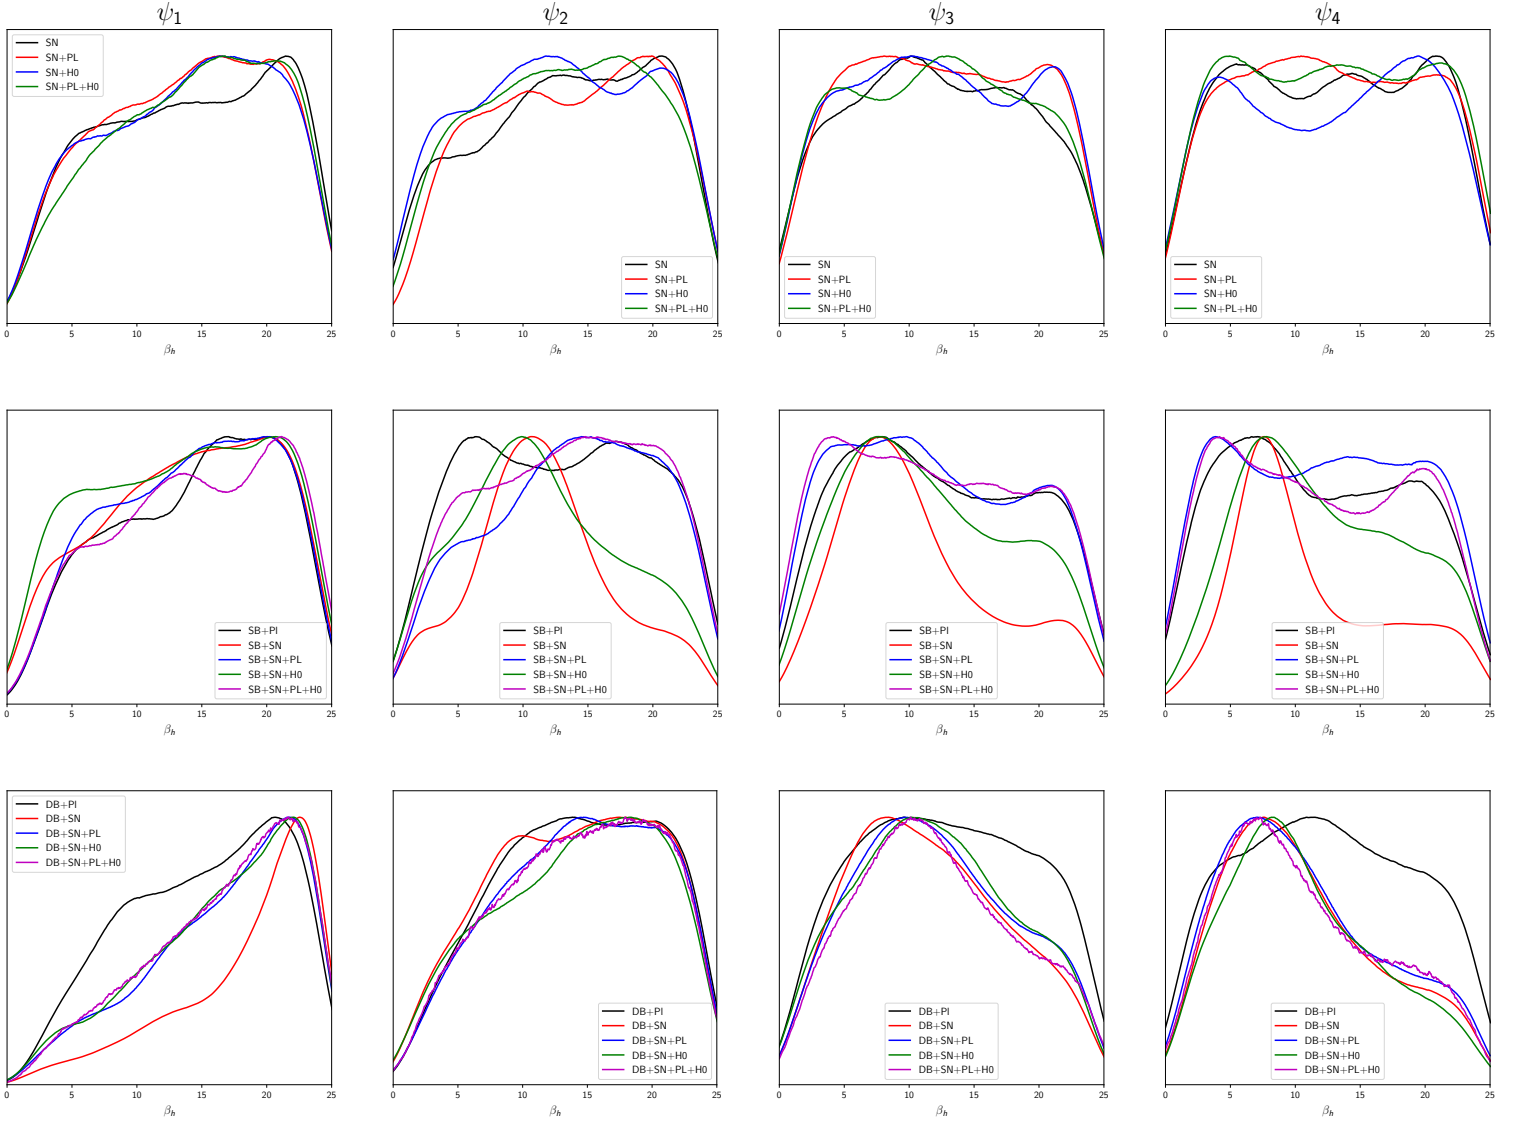 ψ1 ψ2 ψ3 ψ4
SN
SN+PL
SN+H0
SN+PL+H0
0 5 10 15 20 25
βh
SN
SN+PL
SN+H0
SN+PL+H0
0 5 10 15 20 25
βh
SN
SN+PL
SN+H0
SN+PL+H0
0 5 10 15 20 25
βh
SN
SN+PL
SN+H0
SN+PL+H0
0 5 10 15 20 25
βh
SB+PI
SB+SN
SB+SN+PL
SB+SN+H0
SB+SN+PL+H0
0 5 10 15 20 25
βh
SB+PI
SB+SN
SB+SN+PL
SB+SN+H0
SB+SN+PL+H0
0 5 10 15 20 25
βh
SB+PI
SB+SN
SB+SN+PL
SB+SN+H0
SB+SN+PL+H0
0 5 10 15 20 25
βh
SB+PI
SB+SN
SB+SN+PL
SB+SN+H0
SB+SN+PL+H0
0 5 10 15 20 25
βh
DB+PI
DB+SN
DB+SN+PL
DB+SN+H0
DB+SN+PL+H0
0 5 10 15 20 25
βh
DB+PI
DB+SN
DB+SN+PL
DB+SN+H0
DB+SN+PL+H0
0 5 10 15 20 25
βh
DB+PI
DB+SN
DB+SN+PL
DB+SN+H0
DB+SN+PL+H0
0 5 10 15 20 25
βh
DB+PI
DB+SN
DB+SN+PL
DB+SN+H0
DB+SN+PL+H0
0 5 10 15 20 25
βh